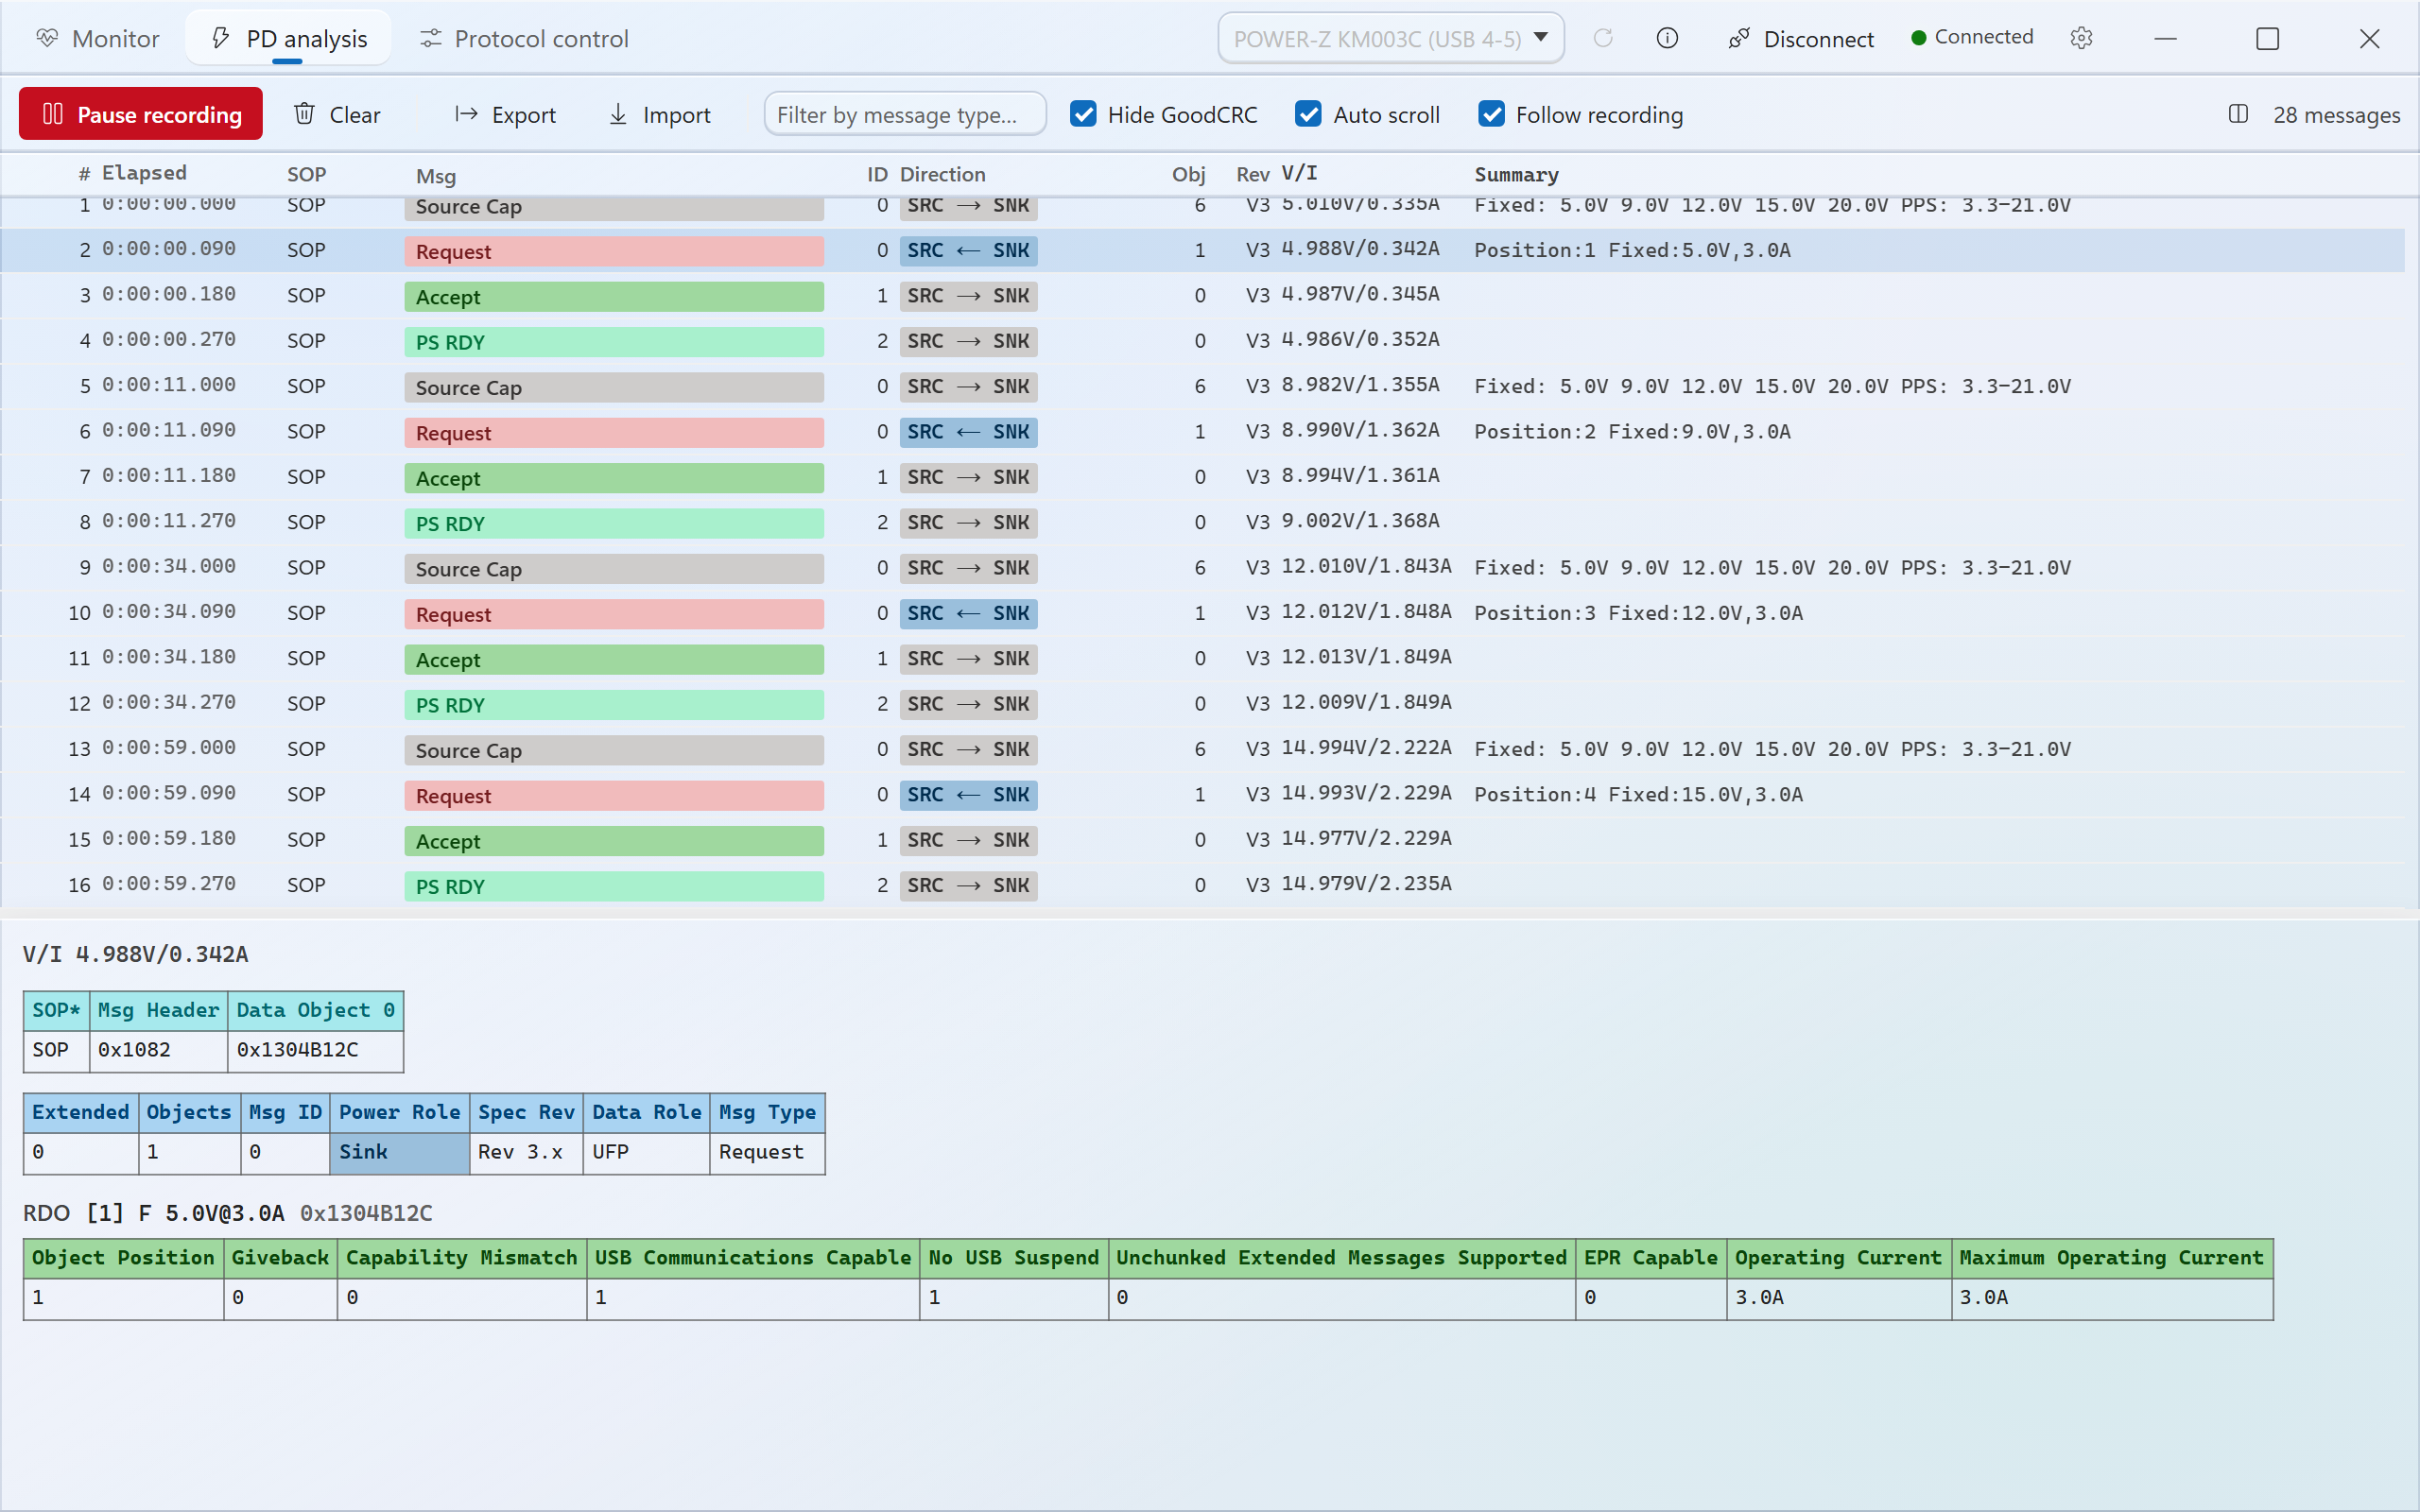 Monitor PD analysis Protocol control POWER-Z KM003C (USB 4-5) Disconnect Connected
Pause recording Clear Export Import Filter by message type... Hide GoodCRC Auto scroll Follow recording 28 messages
# Elapsed SOP Msg ID Direction Obj Rev V/I Summary
1 0:00:00.000 SOP Source Cap 0 SRC → SNK 6 V3 5.010V/0.335A Fixed: 5.0V 9.0V 12.0V 15.0V 20.0V PPS: 3.3-21.0V
2 0:00:00.090 SOP Request 0 SRC ← SNK 1 V3 4.988V/0.342A Position:1 Fixed:5.0V,3.0A
3 0:00:00.180 SOP Accept 1 SRC → SNK 0 V3 4.987V/0.345A
4 0:00:00.270 SOP PS RDY 2 SRC → SNK 0 V3 4.986V/0.352A
5 0:00:11.000 SOP Source Cap 0 SRC → SNK 6 V3 8.982V/1.355A Fixed: 5.0V 9.0V 12.0V 15.0V 20.0V PPS: 3.3-21.0V
6 0:00:11.090 SOP Request 0 SRC ← SNK 1 V3 8.990V/1.362A Position:2 Fixed:9.0V,3.0A
7 0:00:11.180 SOP Accept 1 SRC → SNK 0 V3 8.994V/1.361A
8 0:00:11.270 SOP PS RDY 2 SRC → SNK 0 V3 9.002V/1.368A
9 0:00:34.000 SOP Source Cap 0 SRC → SNK 6 V3 12.010V/1.843A Fixed: 5.0V 9.0V 12.0V 15.0V 20.0V PPS: 3.3-21.0V
10 0:00:34.090 SOP Request 0 SRC ← SNK 1 V3 12.012V/1.848A Position:3 Fixed:12.0V,3.0A
11 0:00:34.180 SOP Accept 1 SRC → SNK 0 V3 12.013V/1.849A
12 0:00:34.270 SOP PS RDY 2 SRC → SNK 0 V3 12.009V/1.849A
13 0:00:59.000 SOP Source Cap 0 SRC → SNK 6 V3 14.994V/2.222A Fixed: 5.0V 9.0V 12.0V 15.0V 20.0V PPS: 3.3-21.0V
14 0:00:59.090 SOP Request 0 SRC ← SNK 1 V3 14.993V/2.229A Position:4 Fixed:15.0V,3.0A
15 0:00:59.180 SOP Accept 1 SRC → SNK 0 V3 14.977V/2.229A
16 0:00:59.270 SOP PS RDY 2 SRC → SNK 0 V3 14.979V/2.235A
V/I 4.988V/0.342A
SOP* Msg Header Data Object 0
SOP 0x1082 0x1304B12C
Extended Objects Msg ID Power Role Spec Rev Data Role Msg Type
0 1 0 Sink Rev 3.x UFP Request
RDO [1] F 5.0V@3.0A 0x1304B12C
Object Position Giveback Capability Mismatch USB Communications Capable No USB Suspend Unchunked Extended Messages Supported EPR Capable Operating Current Maximum Operating Current
1 0 0 1 1 0 0 3.0A 3.0A